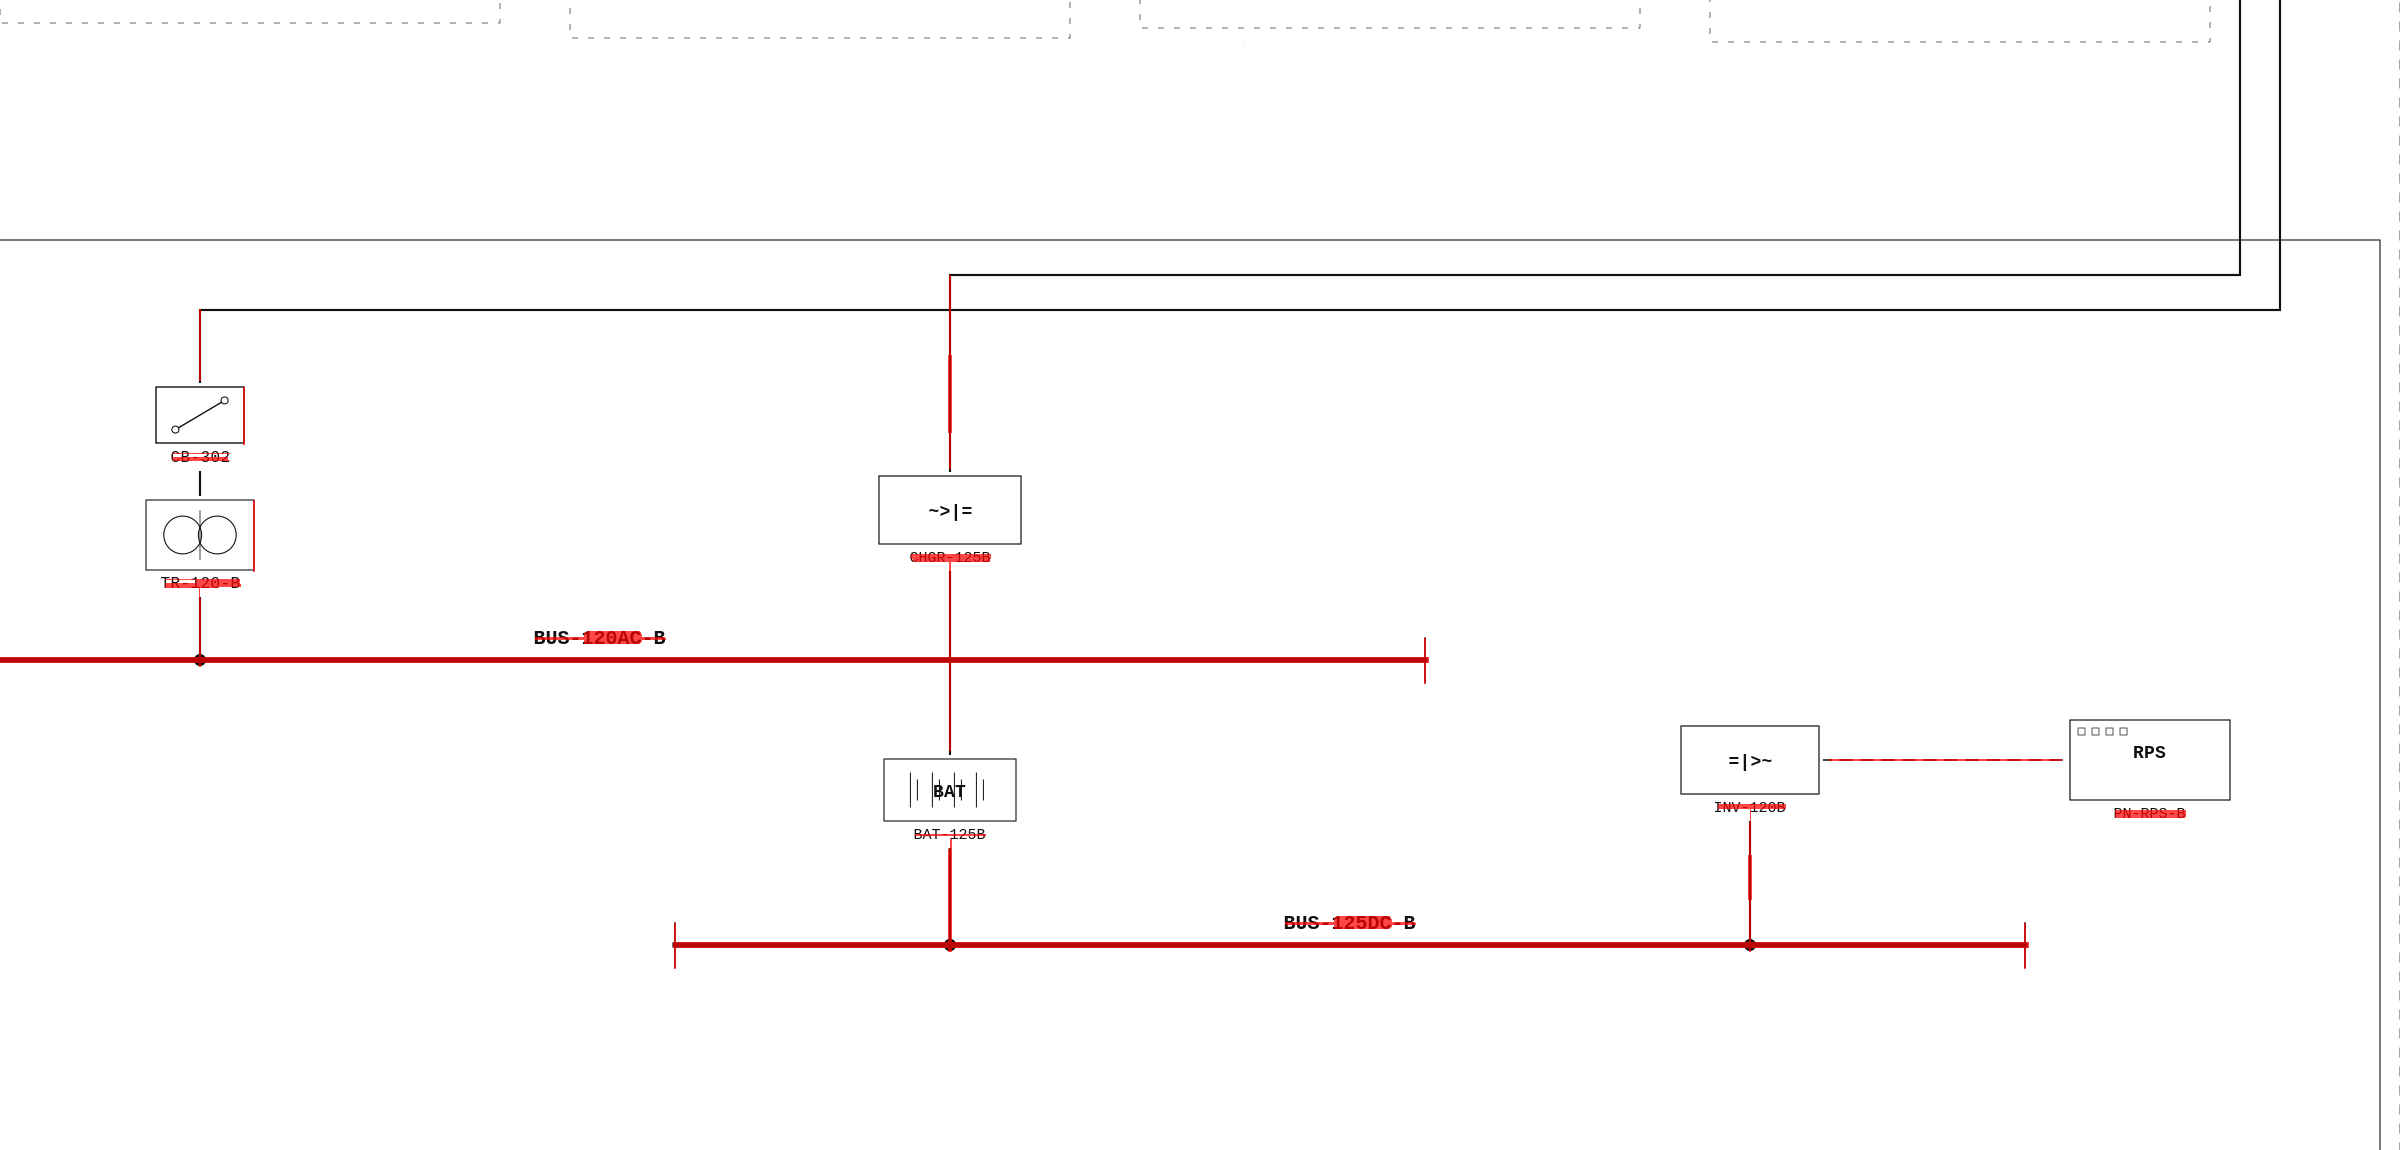 CB-302
~>|=
CHGR-125B
TR-120-B
BUS-120AC-B
=|>~
RPS
BAT
INV-120B
PN-RPS-B
BAT-125B
BUS-125DC-B